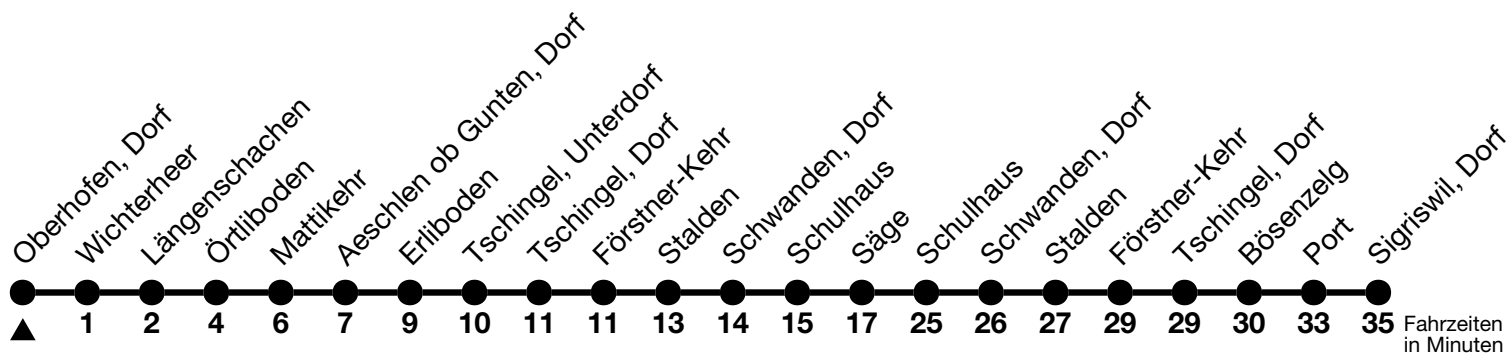 Oberhofen, Dorf
Wichterheer
Längenschachen
Örtliboden
Mattikehr
Aeschlen ob Gunten, Dorf
Erliboden
Tschingel, Unterdorf
Tschingel, Dorf
Förstner-Kehr
Stalden
Schwanden, Dorf
Schulhaus
Säge
Schulhaus
Schwanden, Dorf
Stalden
Förstner-Kehr
Tschingel, Dorf
Bösenzelg
Port
Sigriswil, Dorf
1 2 4 6 7 9 10 11 11 13 14 15 17 25 26 27 29 29 30 33 35 Fahrzeiten
in Minuten